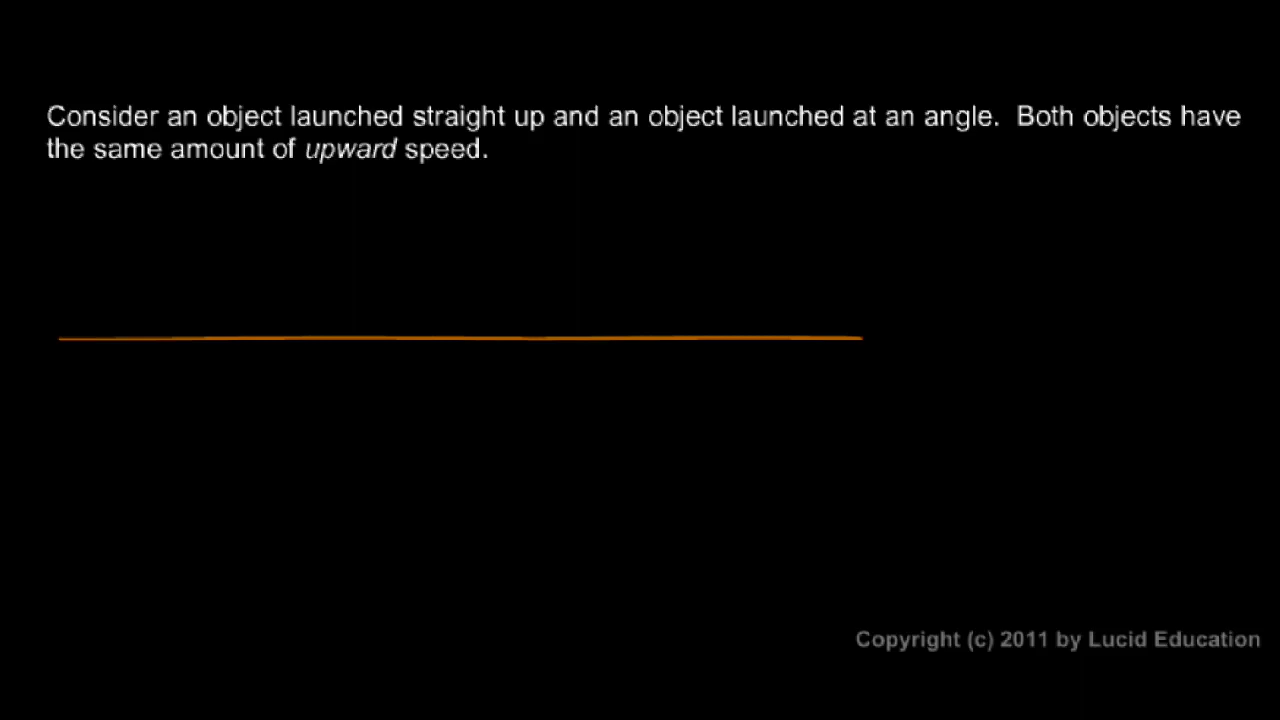 Consider an object launched straight up and an object launched at an angle.  Both objects have
the same amount of upward speed.
Copyright (c) 2011 by Lucid Education